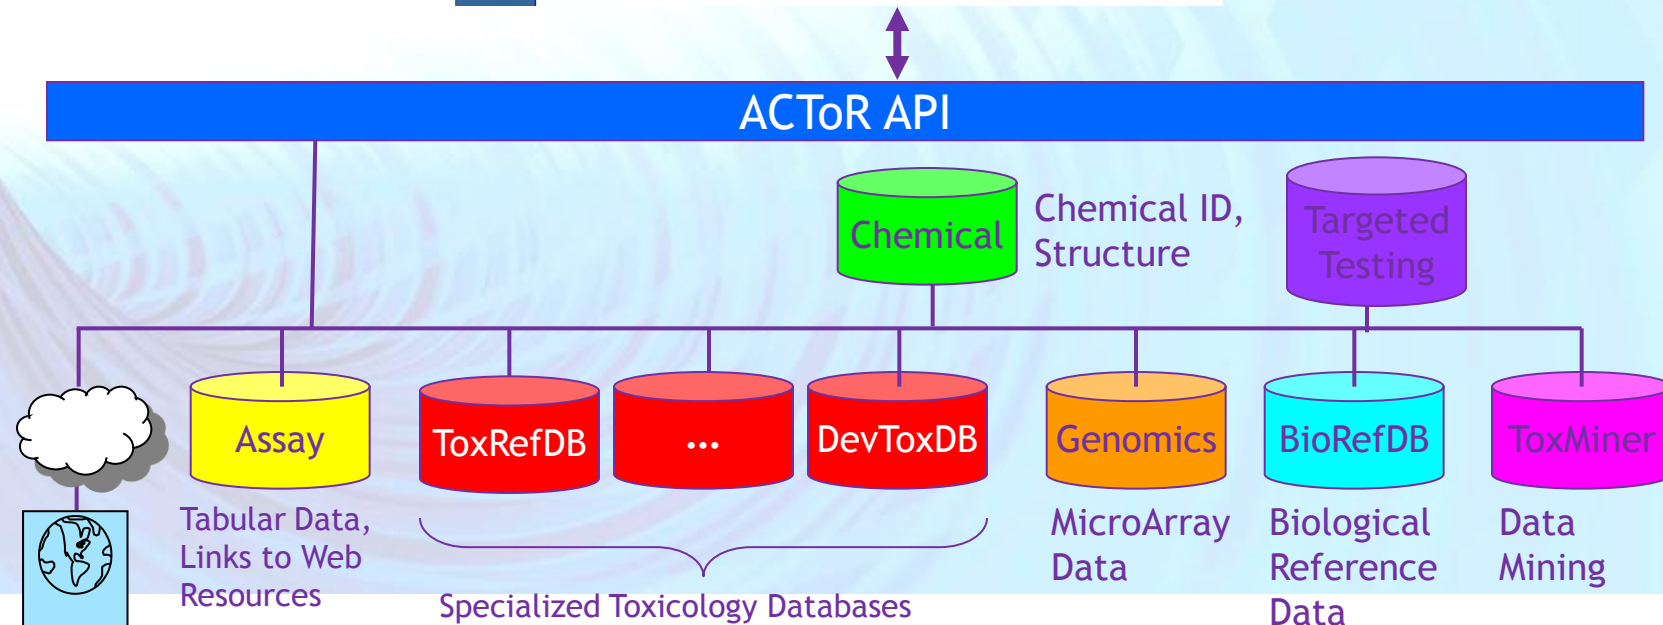 ACToR API
Chemical
Chemical ID,
Structure
Targeted
Testing
Assay
ToxRefDB
...
DevToxDB
Genomics
BioRefDB
ToxMiner
Tabular Data,
Links to Web
Resources
Specialized Toxicology Databases
MicroArray
Data
Biological
Reference
Data
Data
Mining